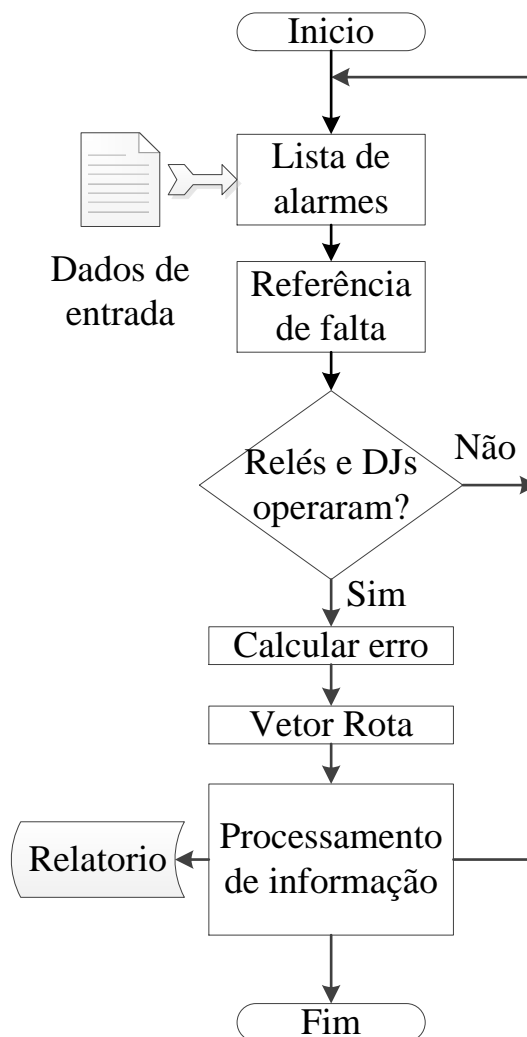 Inicio
Lista de
alarmes
Dados de
entrada
Referência
de falta
Relés e DJs
operaram?
Não
Sim
Calcular erro
Vetor Rota
Processamento
de informação
Relatorio
Fim